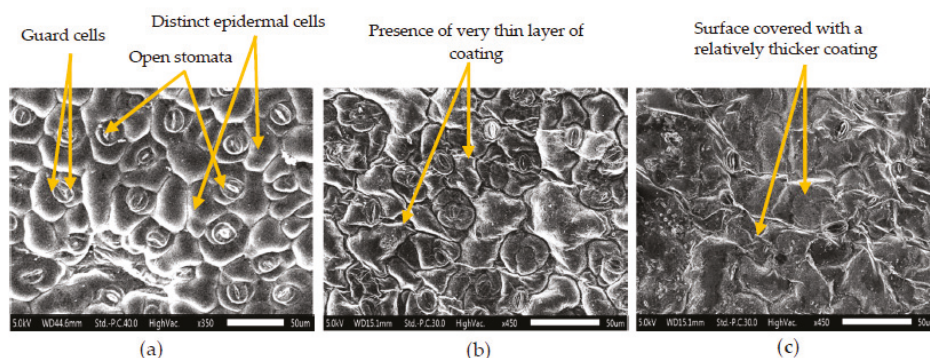 Guard cells
Distinct epidermal cells
Open stomata
Presence of very thin layer of
coating
Surface covered with a
relatively thicker coating
5.0kV WD44.6mm Std.-P.C.40.0 HighVac. x350 50um
5.0kV WD15.1mm Std.-P.C.30.0 HighVac. x450 50um
5.0kV WD15.1mm Std.-P.C.30.0 HighVac. x450 50um
(a)
(b)
(c)